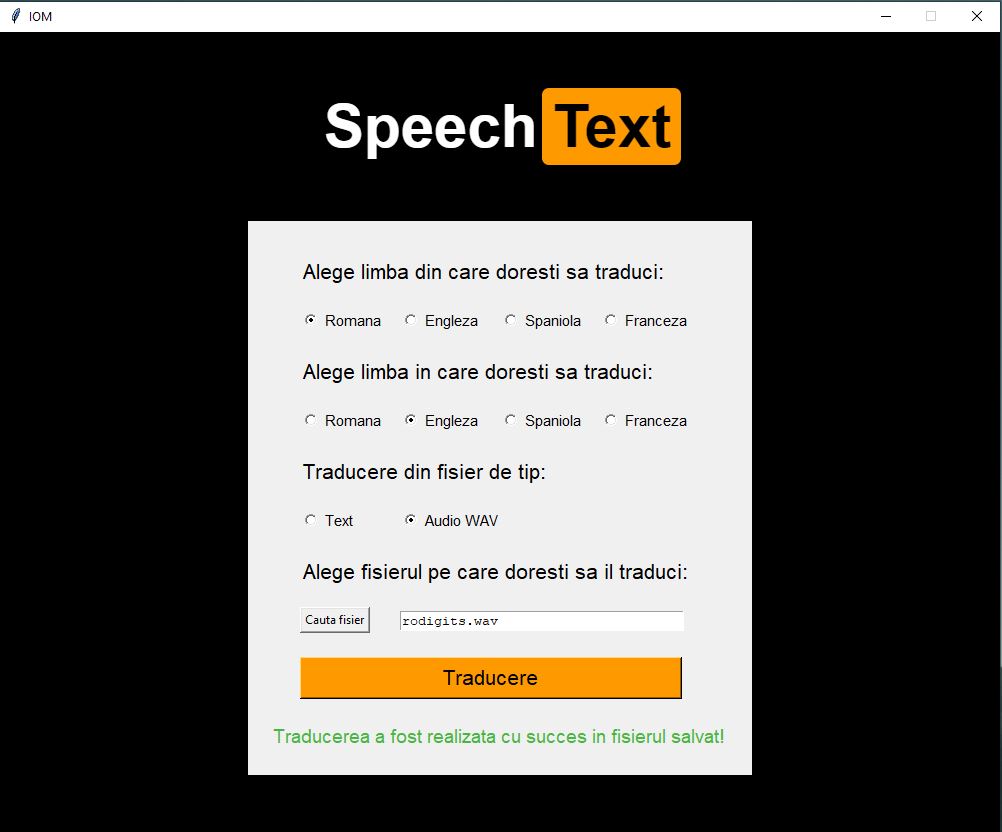 IOM
Speech Text
Alege limba din care doresti sa traduci:
Romana Engleza Spaniola Franceza
Alege limba in care doresti sa traduci:
Romana Engleza Spaniola Franceza
Traducere din fisier de tip:
Text Audio WAV
Alege fisierul pe care doresti sa il traduci:
Cauta fisier rodigits.wav
Traducere
Traducerea a fost realizata cu succes in fisierul salvat!